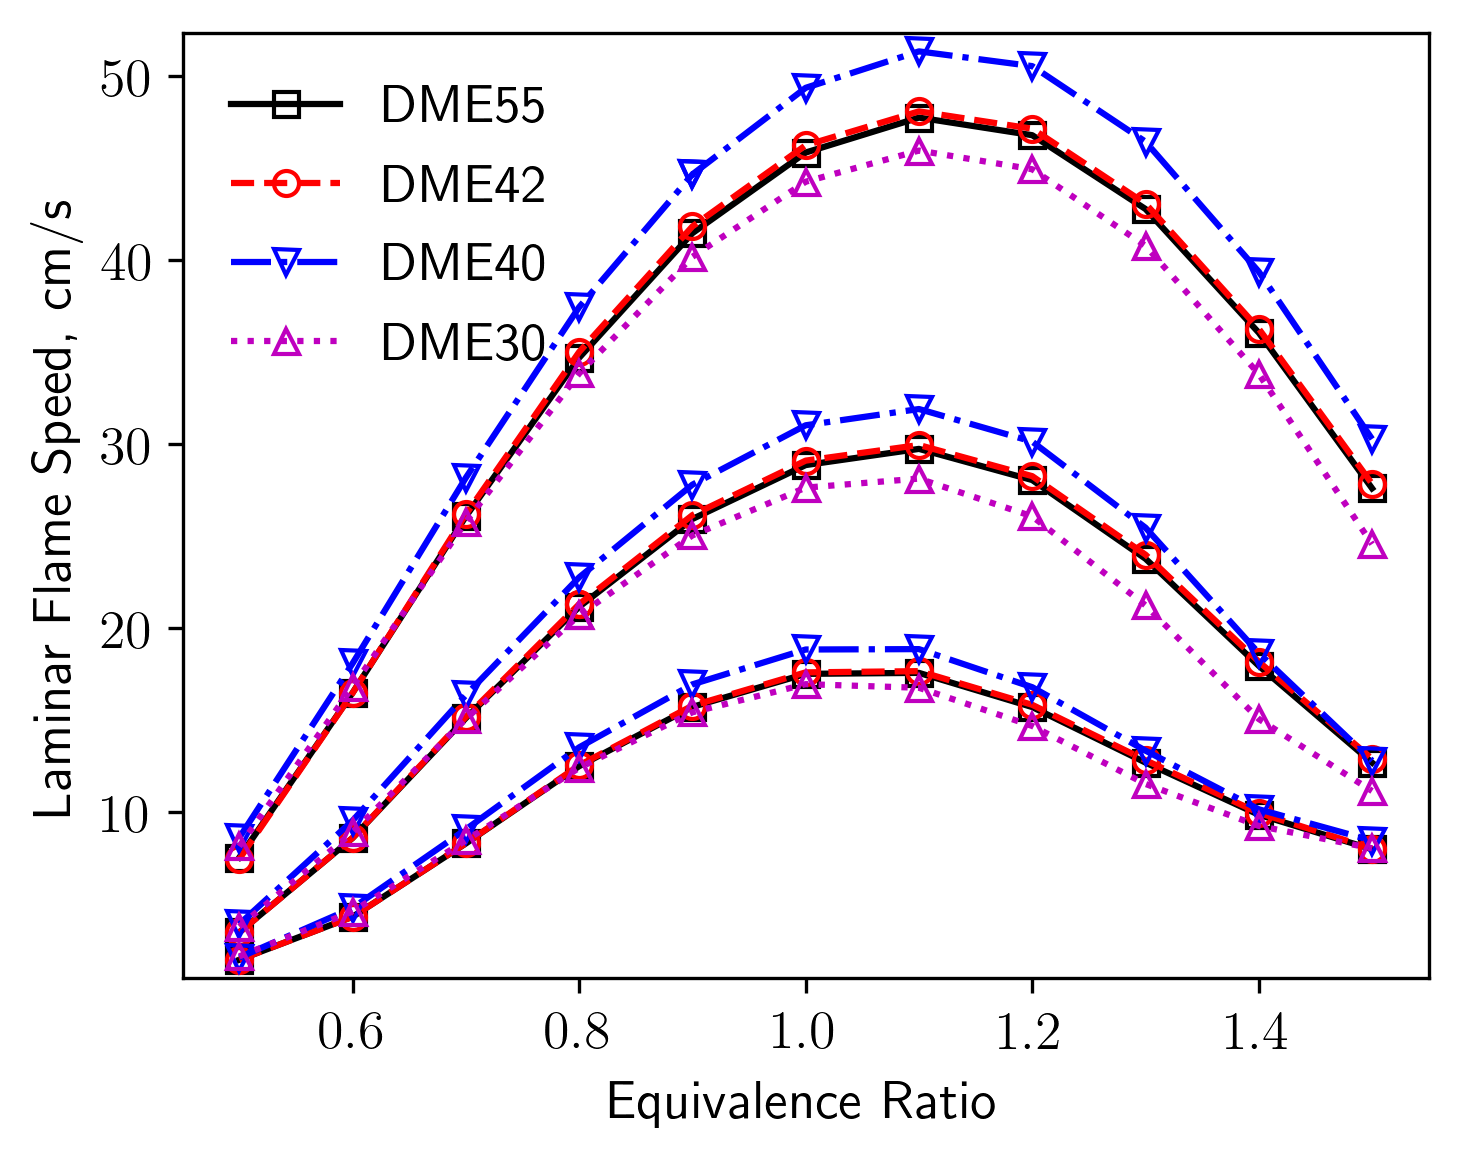 DME55
DME42
DME40
DME30
50
40
30
20
10
Laminar Flame Speed, cm/s
0.6 0.8 1.0 1.2 1.4
Equivalence Ratio